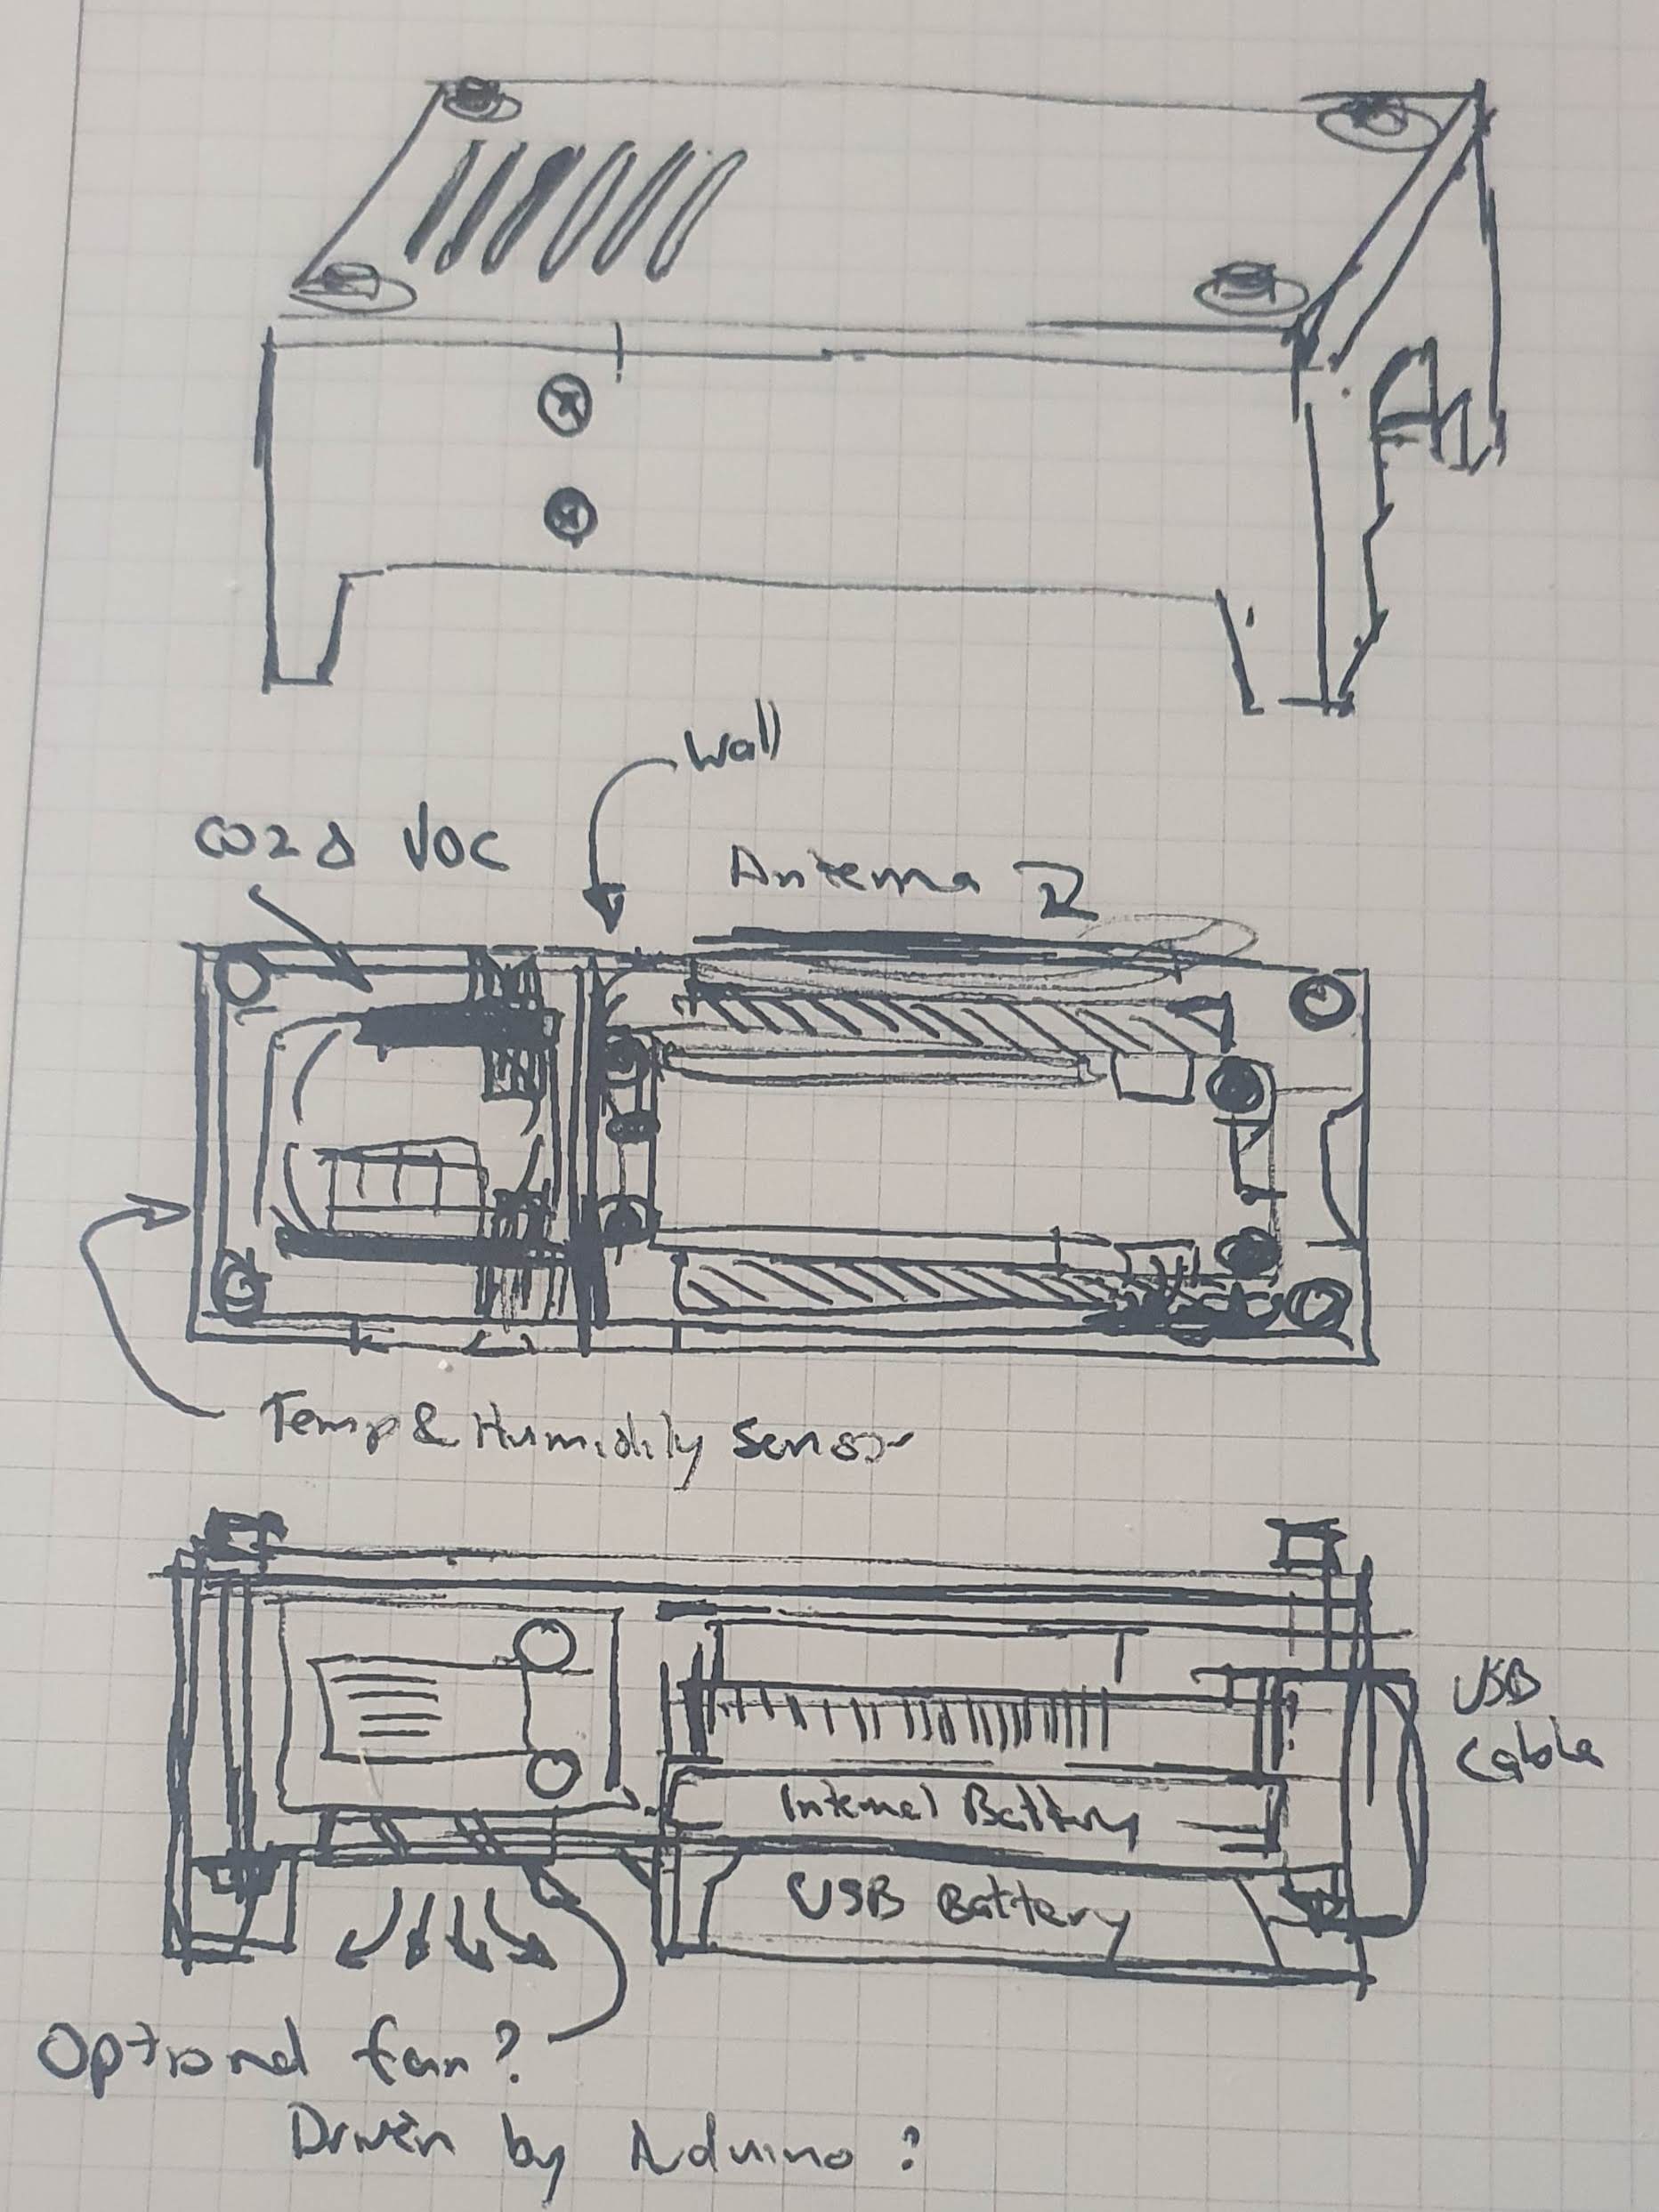 Wall
CO2 & VOC
Antenna
Temp & Humidity Sensor
USB
Cable
Internal Battery
USB Battery
Optional fan?
Driven by Arduino?